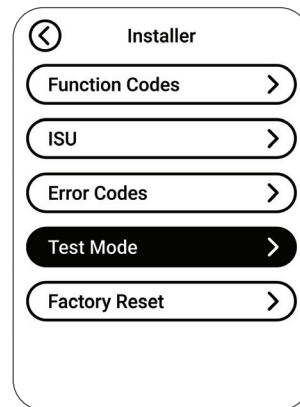 Installer
Function Codes
ISU
Error Codes
Test Mode
Factory Reset